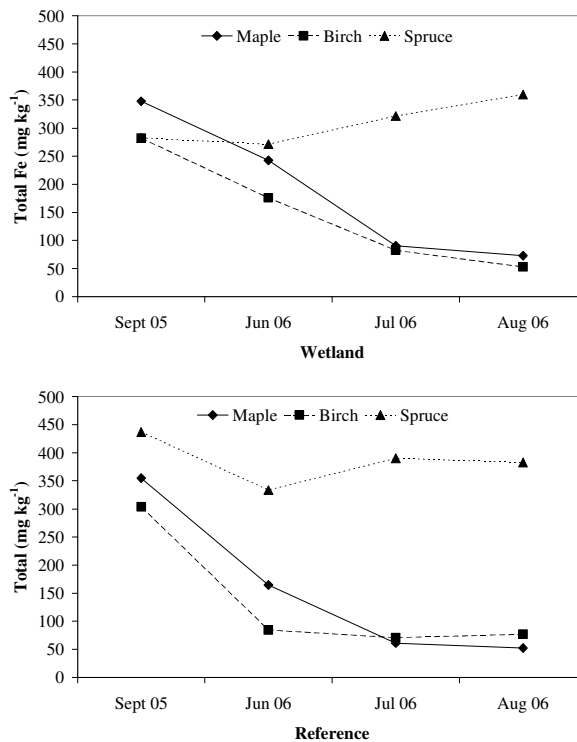 500
Maple Birch Spruce
450
400
350
300
250
200
150
100
50
0
Total Fe (mg kg-1)
Sept 05 Jun 06 Jul 06 Aug 06
Wetland
500
Maple Birch Spruce
450
400
350
300
250
200
150
100
50
0
Total (mg kg-1)
Sept 05 Jun 06 Jul 06 Aug 06
Reference